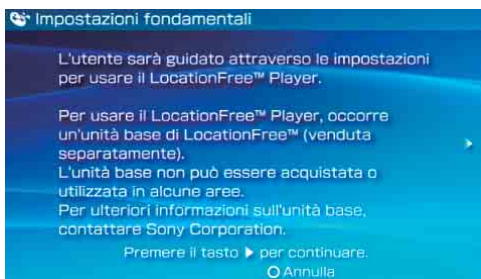 Impostazioni fondamentali
L'utente sarà guidato attraverso le impostazioni
per usare il LocationFree™ Player.
Per usare il LocationFree™ Player, occorre
un'unità base di LocationFree™ (venduta
separatamente).
L'unità base non può essere acquistata o
utilizzata in alcune aree.
Per ulteriori informazioni sull'unità base,
contattare Sony Corporation.
Premere il tasto ▶ per continuare.
O Annulla